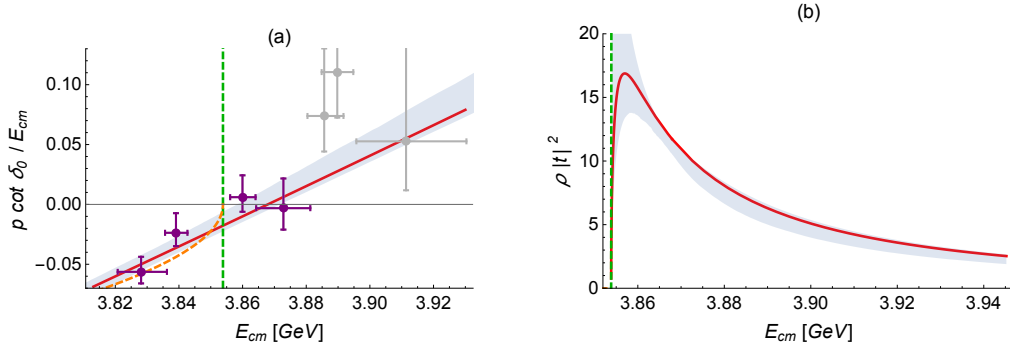 (a)
p cot δ0 / Ecm
0.10
0.05
0.00
−0.05
3.82 3.84 3.86 3.88 3.90 3.92
Ecm [GeV]
(b)
ρ |t| 2
20
15
10
5
0
3.86 3.88 3.90 3.92 3.94
Ecm [GeV]